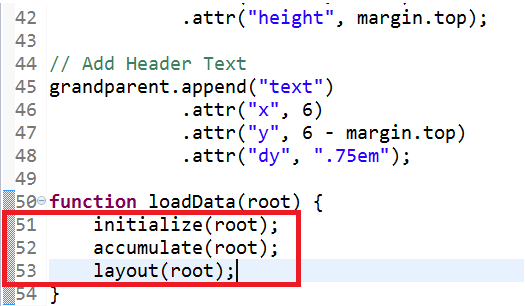 42 .attr("height", margin.top);
43
44 // Add Header Text
45 grandparent.append("text")
46 .attr("x", 6)
47 .attr("y", 6 - margin.top)
48 .attr("dy", ".75em");
49
50 function loadData(root) {
51 initialize(root);
52 accumulate(root);
53 layout(root);
54 }